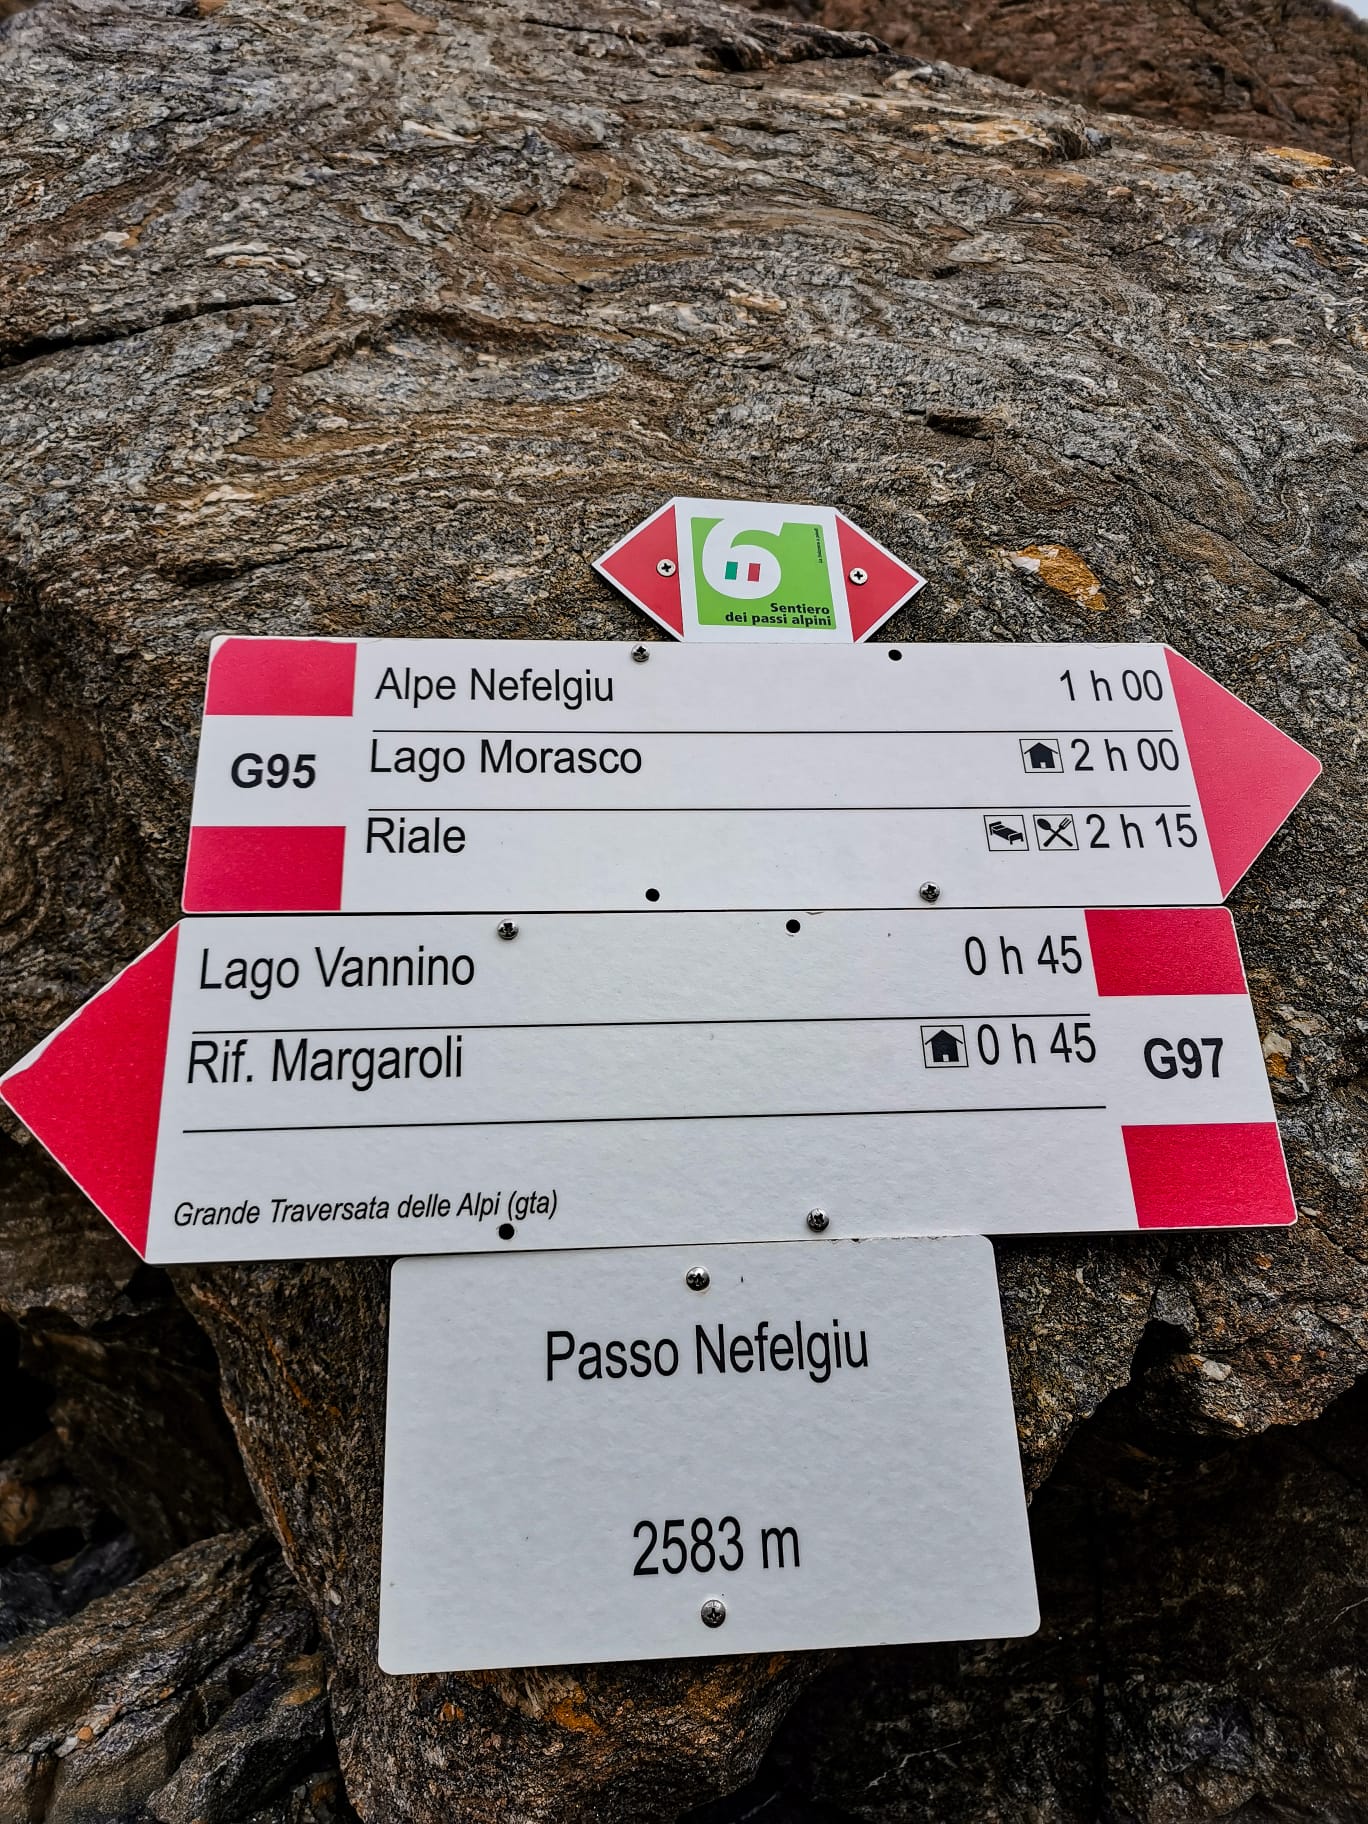 6
Sentiero
dei passi alpini
Alpe Nefelgiu 1 h 00
G95
Lago Morasco 2 h 00
Riale 2 h 15
Lago Vannino 0 h 45
Rif. Margaroli 0 h 45
G97
Grande Traversata delle Alpi (gta)
Passo Nefelgiu
2583 m